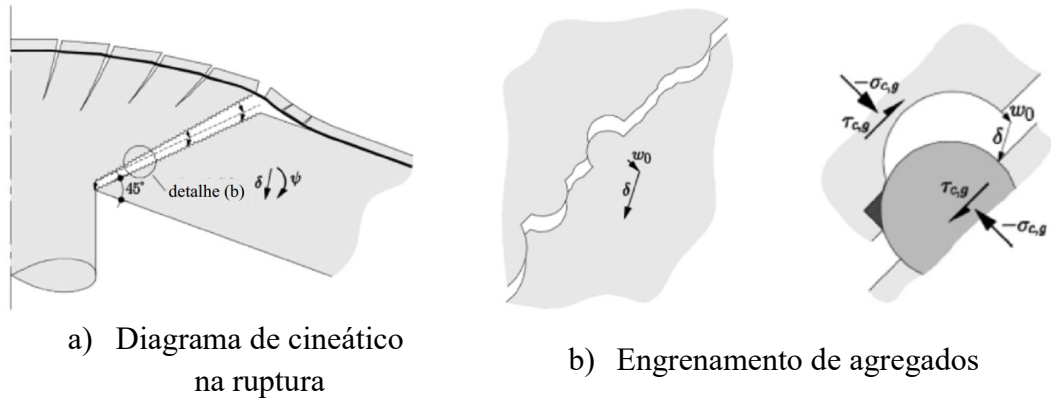 45°
detalhe (b)
δ
ψ
w0
δ
−σc,g
τc,g
w0
δ
τc,g
−σc,g
a) Diagrama de cineático
na ruptura
b) Engrenamento de agregados